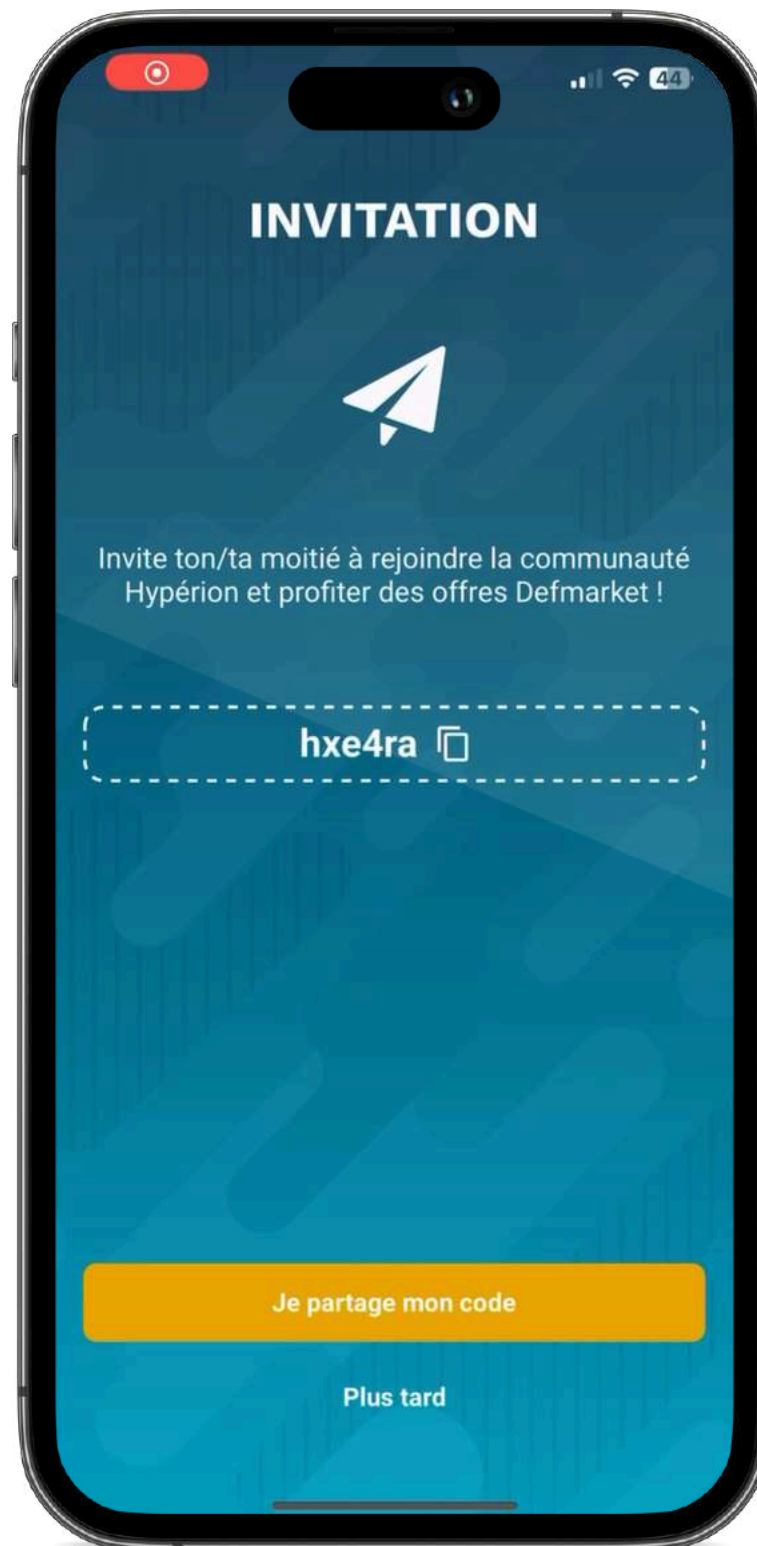 44
INVITATION
Invite ton/ta moitié à rejoindre la communauté
Hypérion et profiter des offres Defmarket !
hxe4ra
Je partage mon code
Plus tard